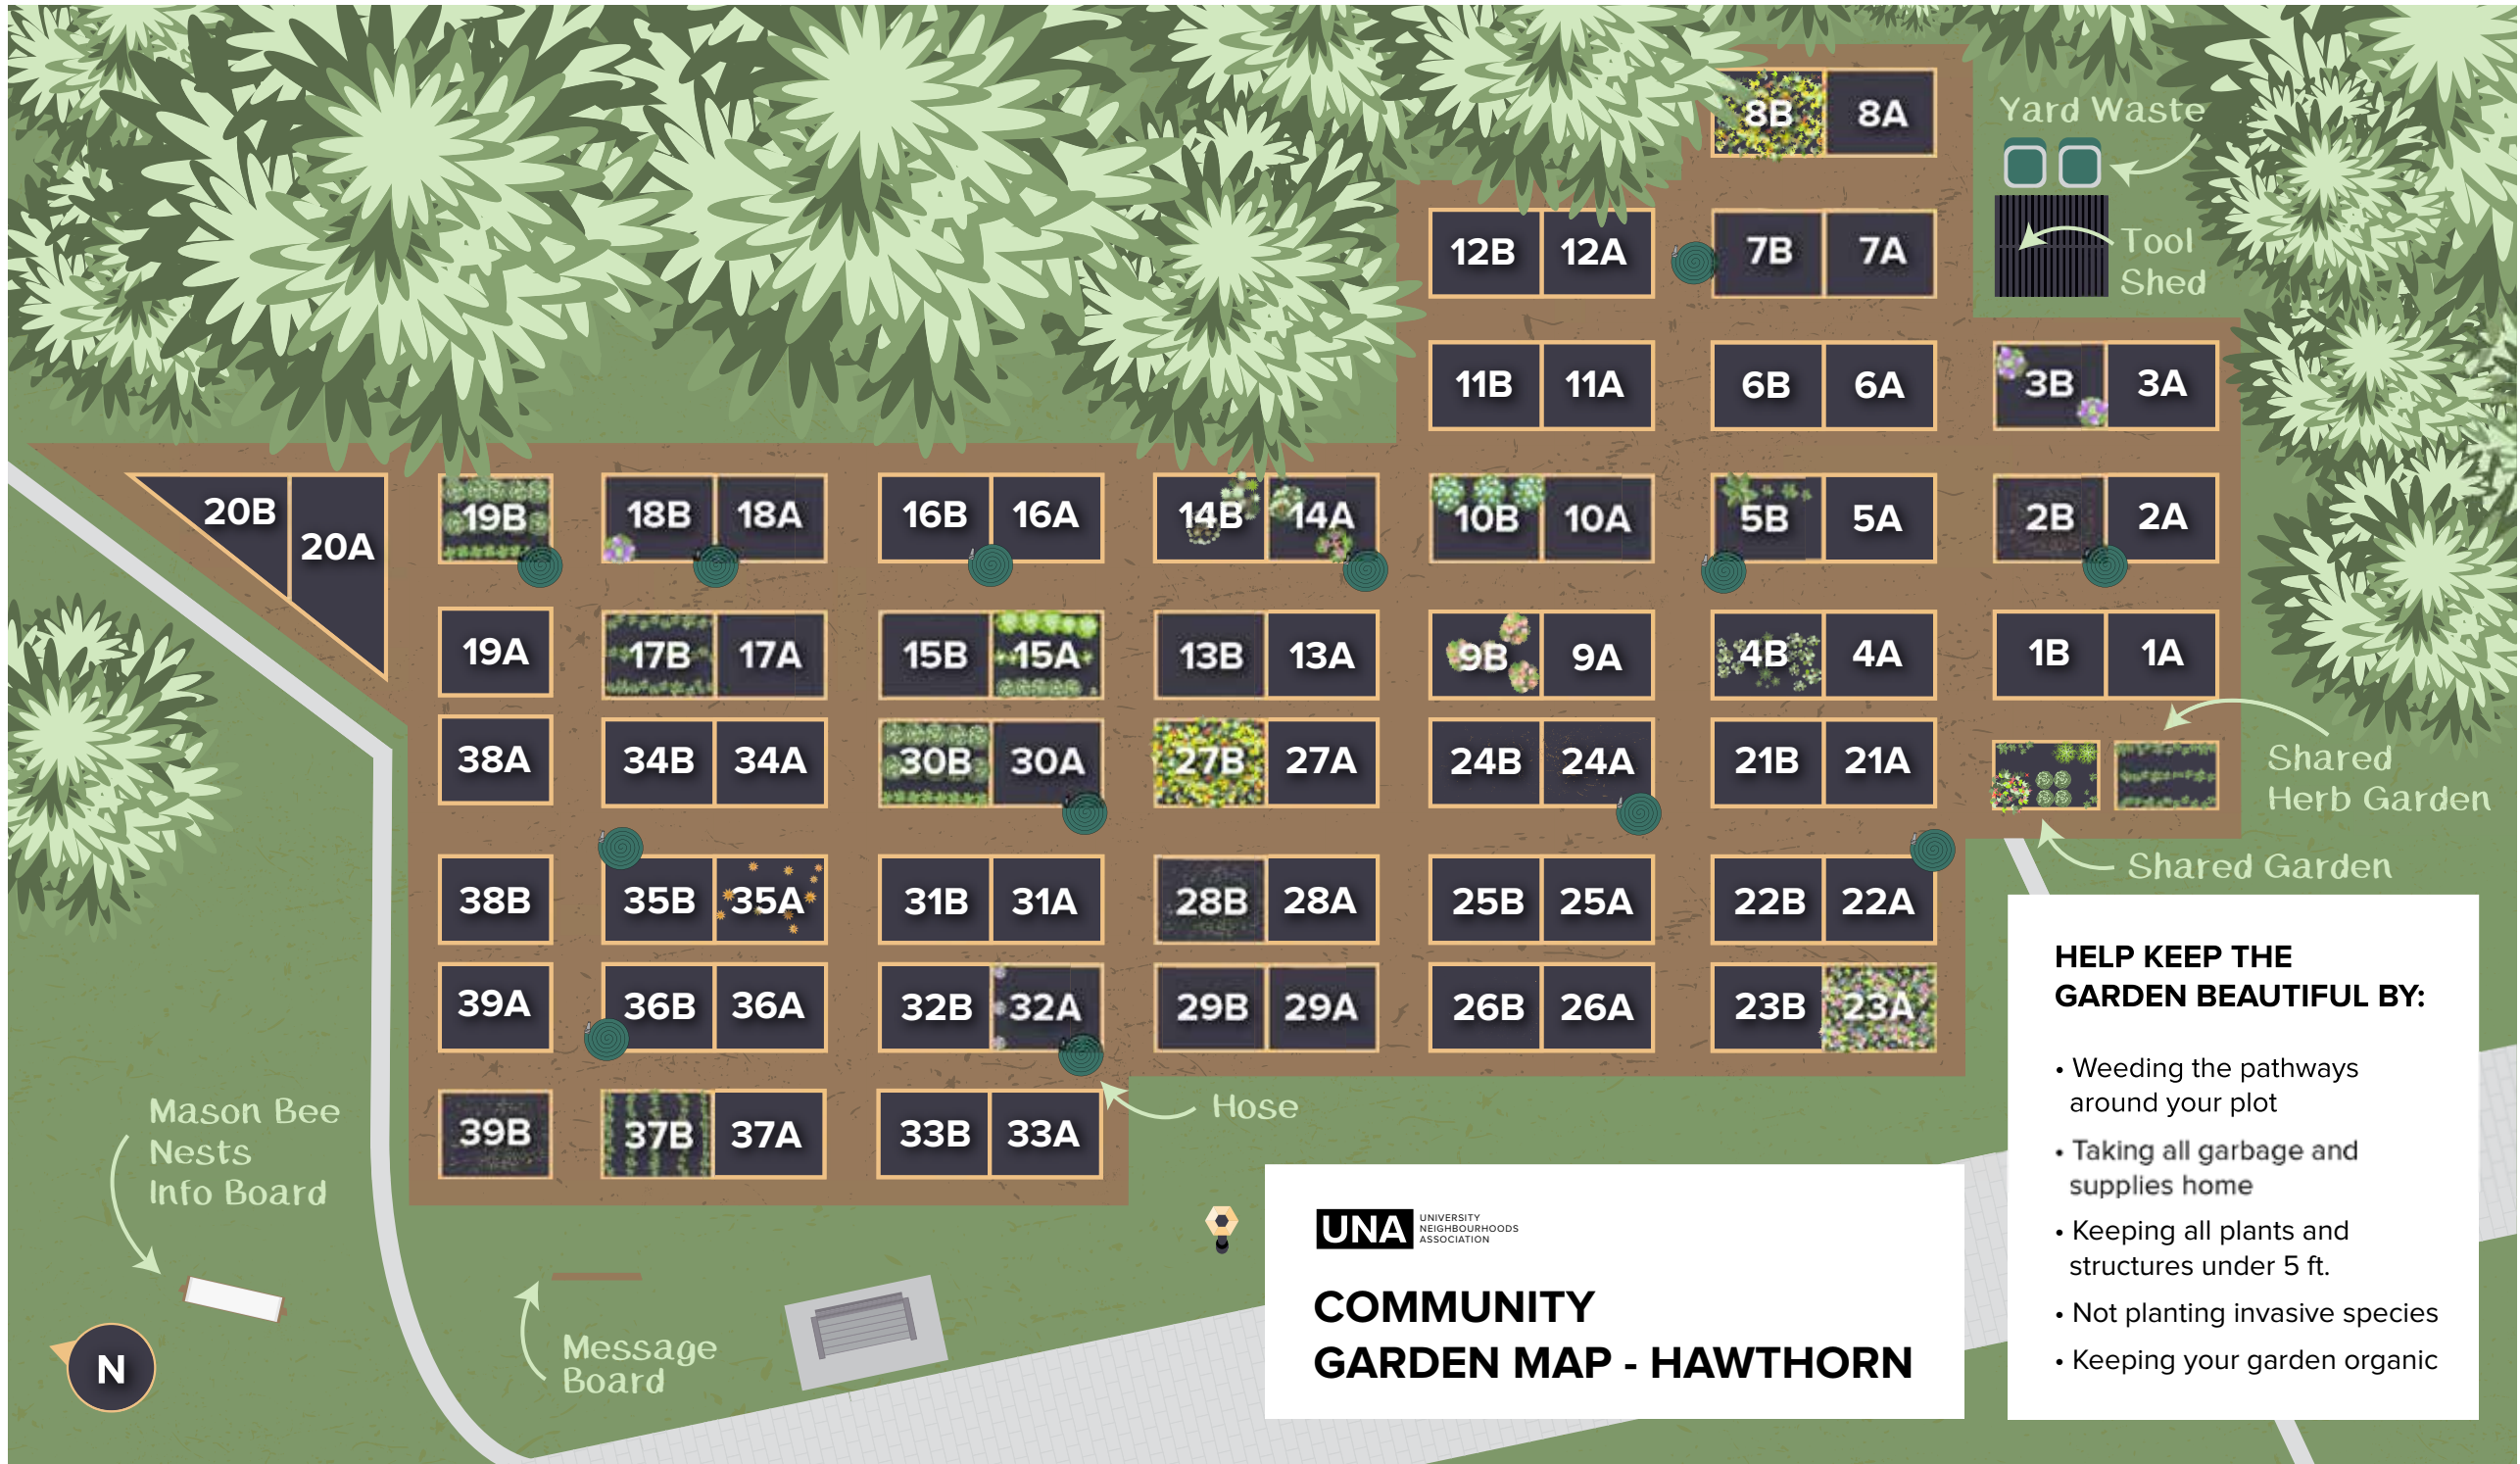 8B 8A
Yard Waste
12B 12A 7B 7A
Tool
Shed
11B 11A 6B 6A 3B 3A
20B 20A 19B 18B 18A 16B 16A 14B 14A 10B 10A 5B 5A 2B 2A
19A 17B 17A 15B 15A 13B 13A 9B 9A 4B 4A 1B 1A
38A 34B 34A 30B 30A 27B 27A 24B 24A 21B 21A
Shared
Herb Garden
Shared Garden
38B 35B 35A 31B 31A 28B 28A 25B 25A 22B 22A
39A 36B 36A 32B 32A 29B 29A 26B 26A 23B 23A
39B 37B 37A 33B 33A
Hose
Mason Bee
Nests
Info Board
Message
Board
N
UNA
UNIVERSITY
NEIGHBOURHOODS
ASSOCIATION
COMMUNITY
GARDEN MAP - HAWTHORN
HELP KEEP THE
GARDEN BEAUTIFUL BY:
• Weeding the pathways
around your plot
• Taking all garbage and
supplies home
• Keeping all plants and
structures under 5 ft.
• Not planting invasive species
• Keeping your garden organic